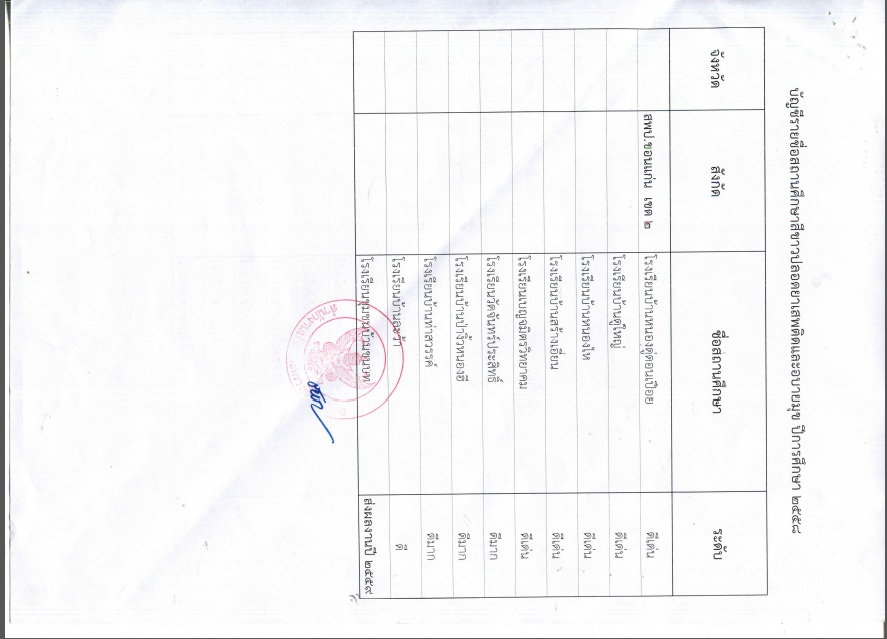 บัญชีรายชื่อสถานศึกษาสีขาวปลอดยาเสพติดและอบายมุข ปีการศึกษา ๒๕๕๘
จังหวัด สังกัด ชื่อสถานศึกษา ระดับ
สพป.ขอนแก่น เขต ๒ โรงเรียนบ้านหนองคู่ดอนเปือย ดีเด่น
โรงเรียนบ้านดู่ใหญ่ ดีเด่น
โรงเรียนบ้านหนองไห ดีเด่น
โรงเรียนบ้านสร้างเอี่ยน ดีเด่น
โรงเรียนเบญจมิตรวิทยาคม ดีเด่น
โรงเรียนวัดจันทร์ประสิทธิ์ ดีมาก
โรงเรียนบ้านป่างิ้วหนองฮี ดีมาก
โรงเรียนบ้านท่าสวรรค์ ดีมาก
โรงเรียนบ้านละว้า ดี
โรงเรียนชุมชนบ้านชนบท ส่งผลงานปี ๒๕๕๙